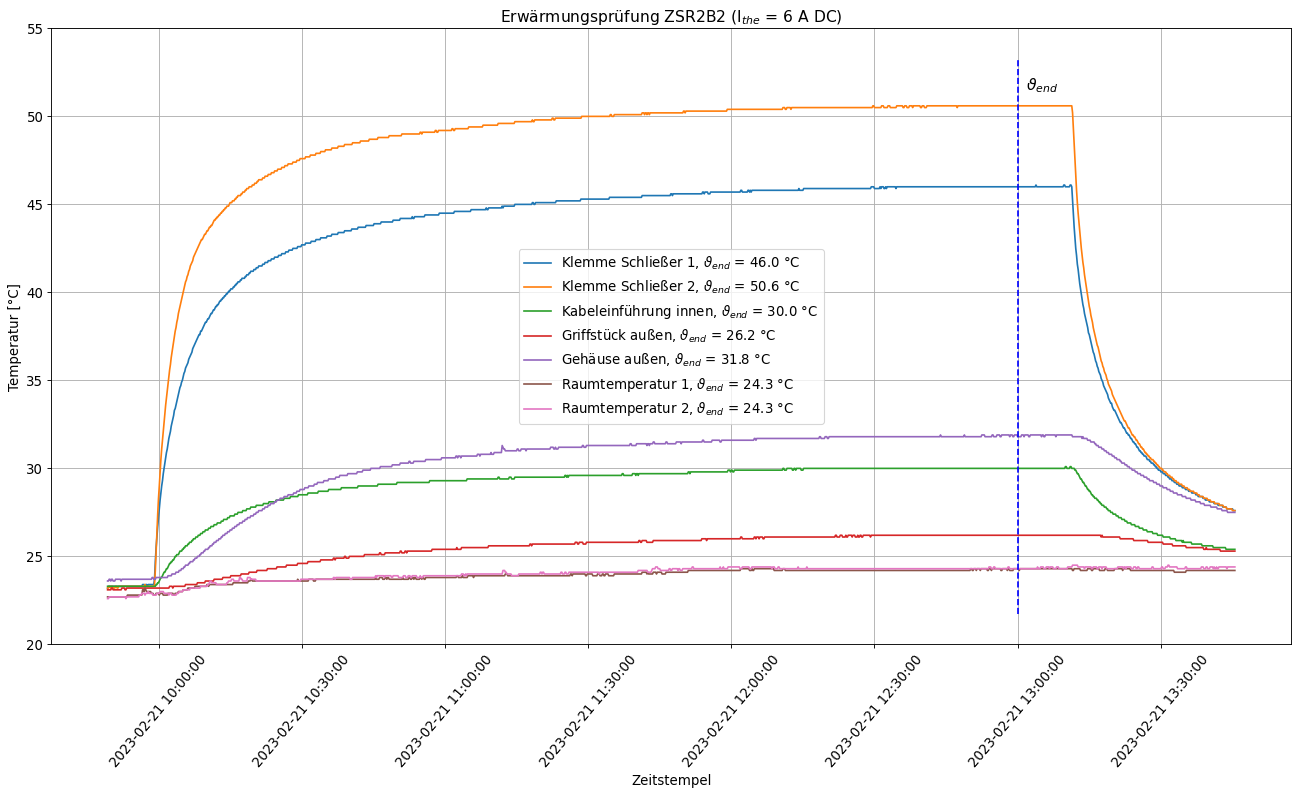 Erwärmungsprüfung ZSR2B2 (I_the = 6 A DC)
55
50
45
40
35
30
25
20
Temperatur [°C]
ϑ_end
Klemme Schließer 1, ϑ_end = 46.0 °C
Klemme Schließer 2, ϑ_end = 50.6 °C
Kabeleinführung innen, ϑ_end = 30.0 °C
Griffstück außen, ϑ_end = 26.2 °C
Gehäuse außen, ϑ_end = 31.8 °C
Raumtemperatur 1, ϑ_end = 24.3 °C
Raumtemperatur 2, ϑ_end = 24.3 °C
2023-02-21 10:00:00
2023-02-21 10:30:00
2023-02-21 11:00:00
2023-02-21 11:30:00
2023-02-21 12:00:00
2023-02-21 12:30:00
2023-02-21 13:00:00
2023-02-21 13:30:00
Zeitstempel